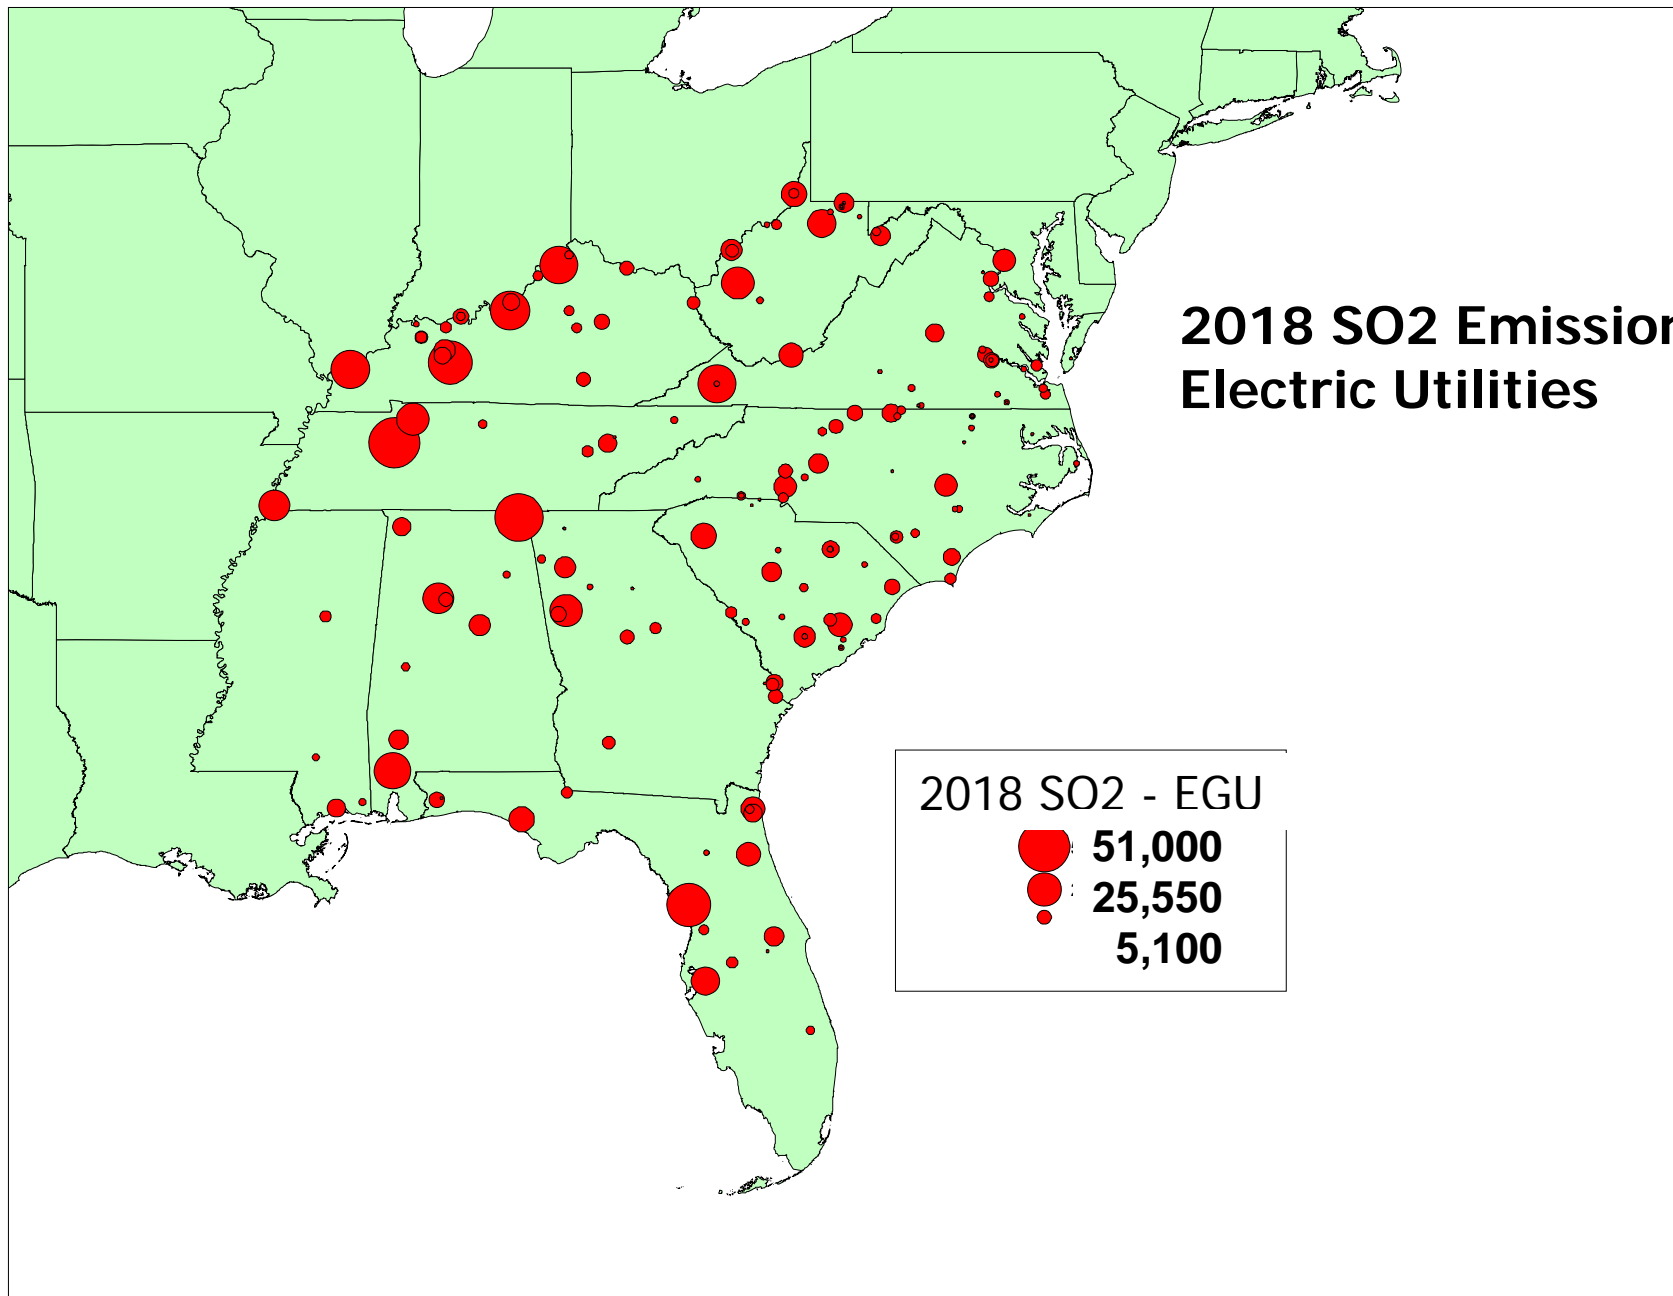 2018 SO2 Emission
Electric Utilities
2018 SO2 - EGU
51,000
25,550
5,100